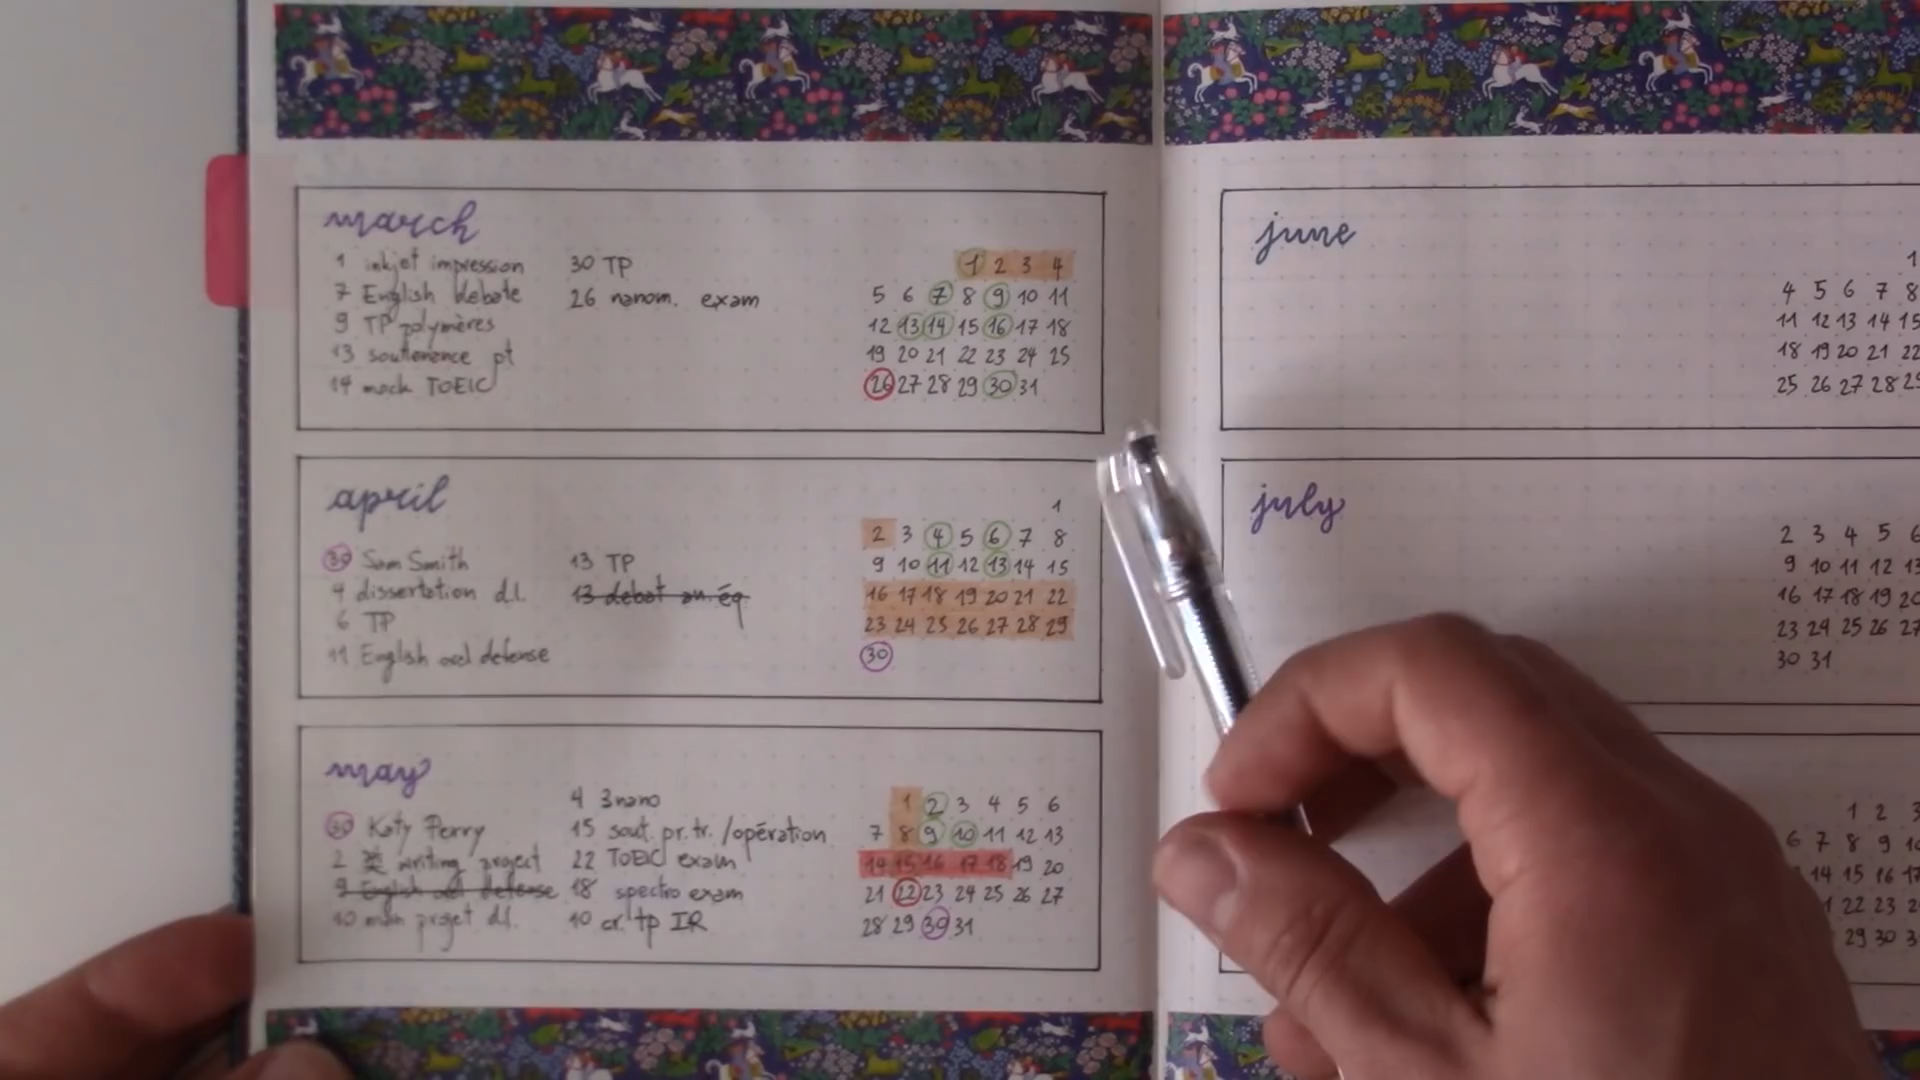 march
1 inkjet impression
7 English debate
9 TP polymères
13 soutenance pt
14 mock TOEIC
30 TP
26 nanom. exam
1 2 3 4
5 6 7 8 9 10 11
12 13 14 15 16 17 18
19 20 21 22 23 24 25
26 27 28 29 30 31
april
30 Sam Smith
4 dissertation d.l.
6 TP
11 English oral defense
13 TP
13 debat an. éq
1
2 3 4 5 6 7 8
9 10 11 12 13 14 15
16 17 18 19 20 21 22
23 24 25 26 27 28 29
30
may
30 Katy Perry
2 英 writing project
9 English oral defense
10 man projet d.l.
4 3nano
15 sout. pr. tr. /opération
22 TOEIC exam
18 spectro exam
10 cr. tp IR
1 2 3 4 5 6
7 8 9 10 11 12 13
14 15 16 17 18 19 20
21 22 23 24 25 26 27
28 29 30 31
june
1
4 5 6 7 8
11 12 13 14 15
18 19 20 21 22
25 26 27 28 29
july
2 3 4 5 6
9 10 11 12 13
16 17 18 19 20
23 24 25 26 27
30 31
1 2 3
6 7 8 9 10
14 15 16 17
22 23
29 30